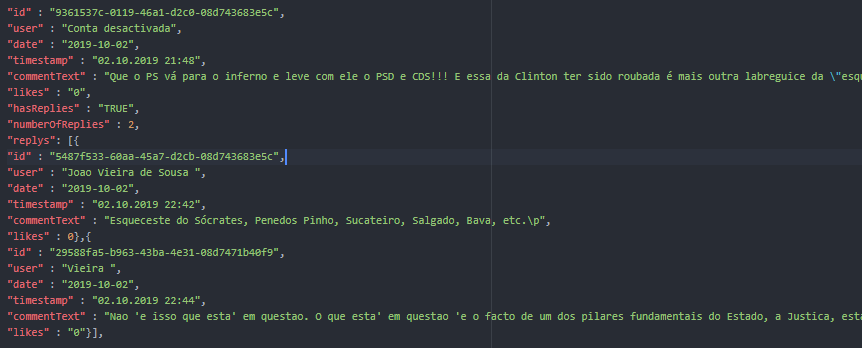 "id" : "9361537c-0119-46a1-d2c0-08d743683e5c",
"user" : "Conta desactivada",
"date" : "2019-10-02",
"timestamp" : "02.10.2019 21:48",
"commentText" : "Que o PS vá para o inferno e leve com ele o PSD e CDS!!! E essa da Clinton ter sido roubada é mais outra labreguice da \"esqu
"likes" : "0",
"hasReplies" : "TRUE",
"numberOfReplies" : 2,
"replys": [{
"id" : "5487f533-60aa-45a7-d2cb-08d743683e5c",
"user" : "Joao Vieira de Sousa ",
"date" : "2019-10-02",
"timestamp" : "02.10.2019 22:42",
"commentText" : "Esqueceste do Sócrates, Penedos Pinho, Sucateiro, Salgado, Bava, etc.\p",
"likes" : 0},{
"id" : "29588fa5-b963-43ba-4e31-08d7471b40f9",
"user" : "Vieira ",
"date" : "2019-10-02",
"timestamp" : "02.10.2019 22:44",
"commentText" : "Nao 'e isso que esta' em questao. O que esta' em questao 'e o facto de um dos pilares fundamentais do Estado, a Justica, esta
"likes" : "0"}],